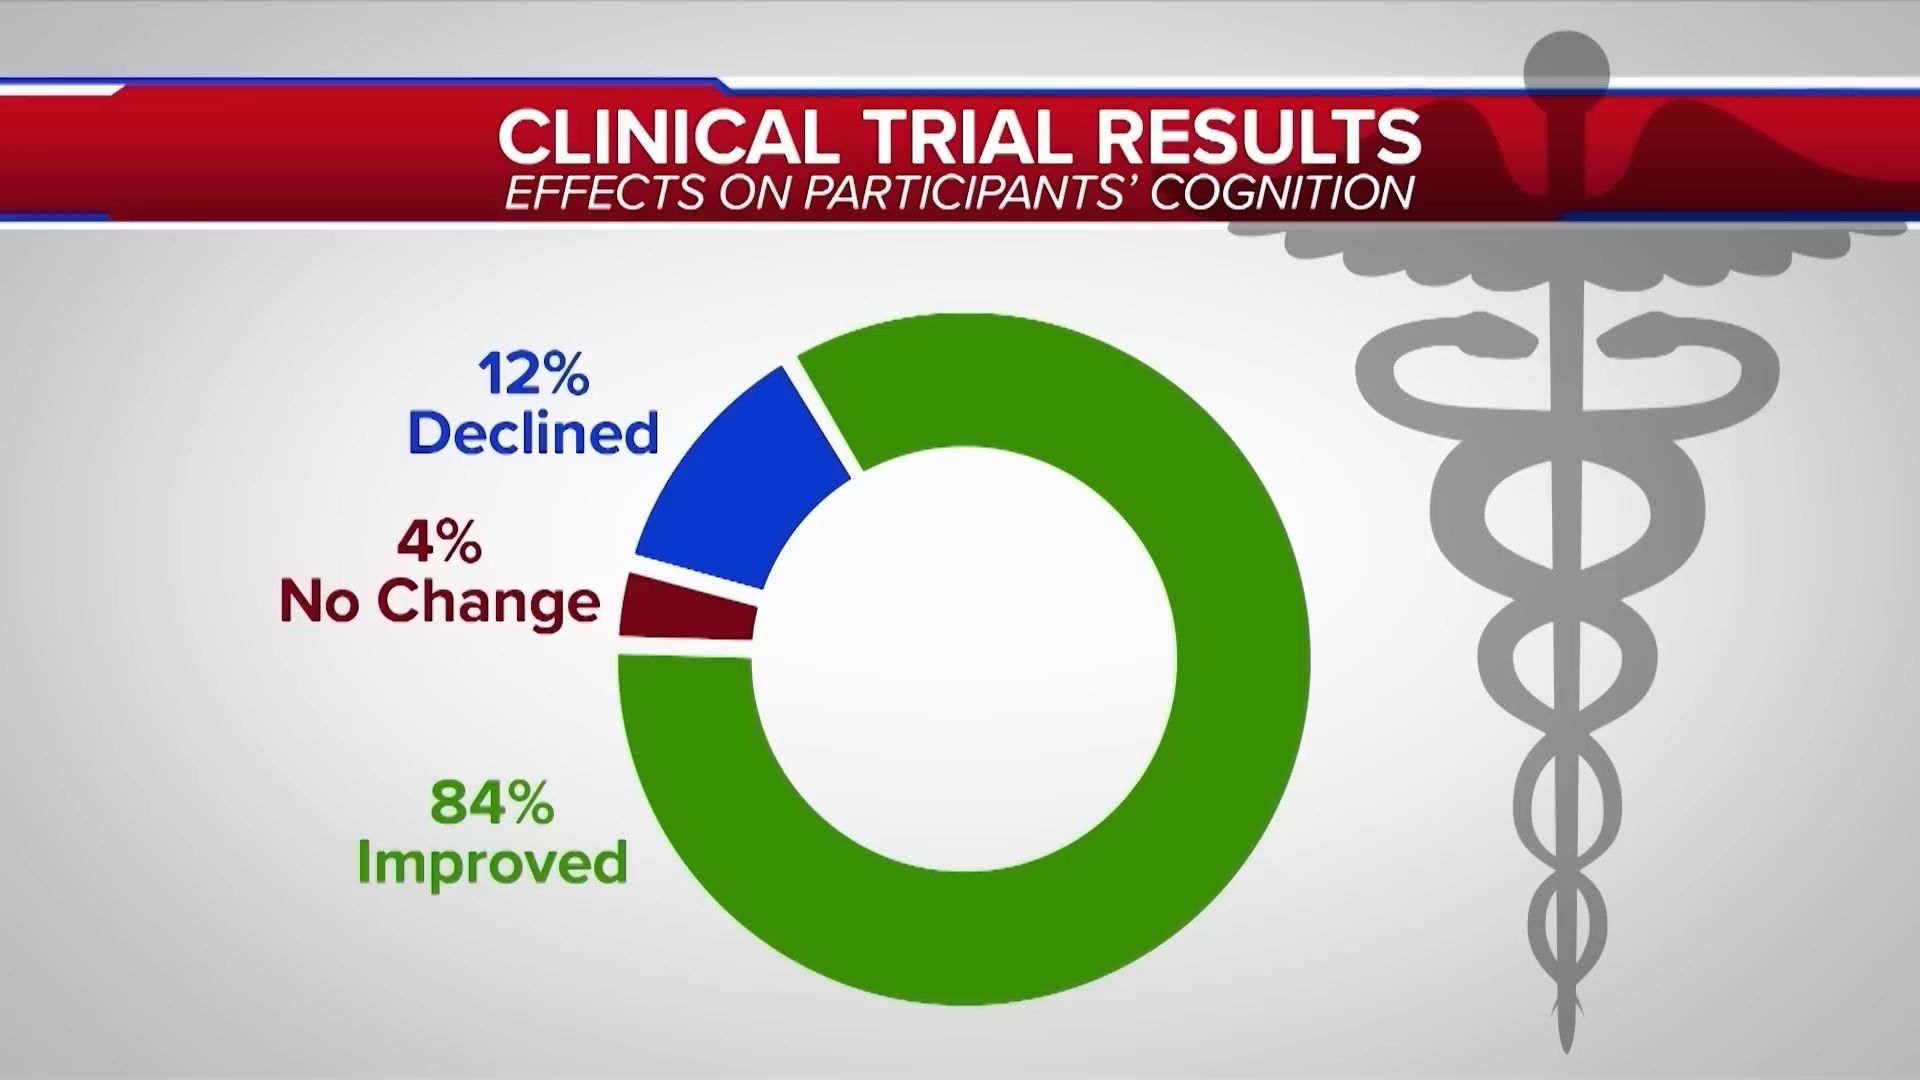 CLINICAL TRIAL RESULTS
EFFECTS ON PARTICIPANTS’ COGNITION
12%
Declined
4%
No Change
84%
Improved